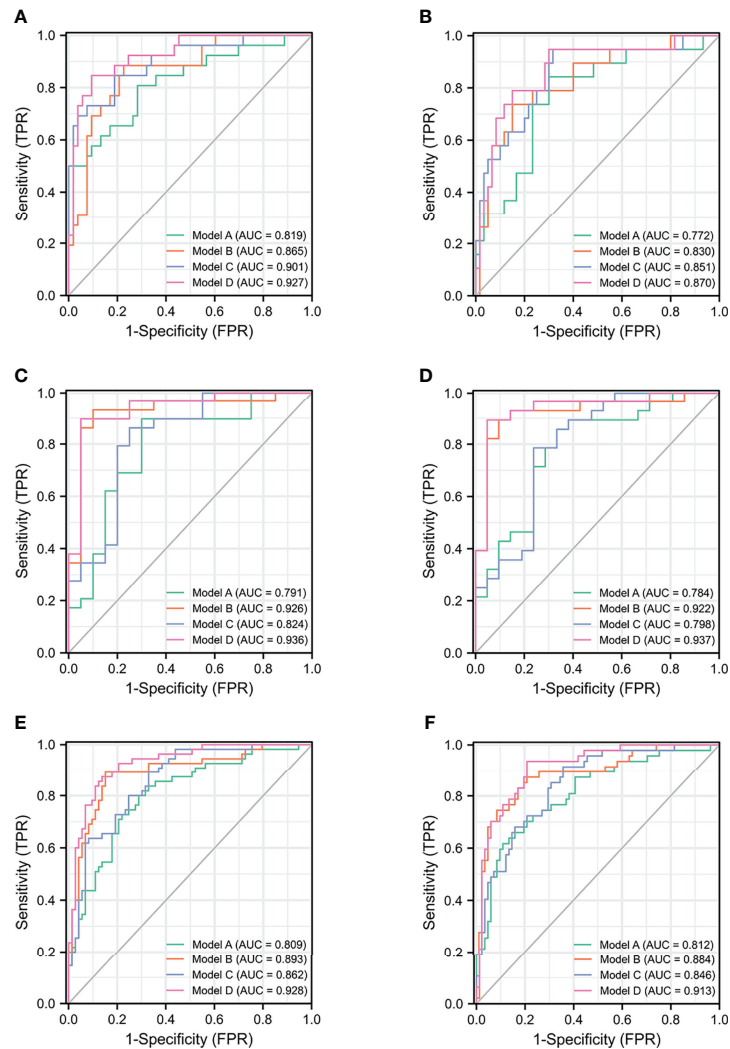 A
1.0
0.8
0.6
0.4
0.2
0.0
Sensitivity (TPR)
Model A (AUC = 0.819)
Model B (AUC = 0.865)
Model C (AUC = 0.901)
Model D (AUC = 0.927)
0.0 0.2 0.4 0.6 0.8 1.0
1-Specificity (FPR)
B
1.0
0.8
0.6
0.4
0.2
0.0
Sensitivity (TPR)
Model A (AUC = 0.772)
Model B (AUC = 0.830)
Model C (AUC = 0.851)
Model D (AUC = 0.870)
0.0 0.2 0.4 0.6 0.8 1.0
1-Specificity (FPR)
C
1.0
0.8
0.6
0.4
0.2
0.0
Sensitivity (TPR)
Model A (AUC = 0.791)
Model B (AUC = 0.926)
Model C (AUC = 0.824)
Model D (AUC = 0.936)
0.0 0.2 0.4 0.6 0.8 1.0
1-Specificity (FPR)
D
1.0
0.8
0.6
0.4
0.2
0.0
Sensitivity (TPR)
Model A (AUC = 0.784)
Model B (AUC = 0.922)
Model C (AUC = 0.798)
Model D (AUC = 0.937)
0.0 0.2 0.4 0.6 0.8 1.0
1-Specificity (FPR)
E
1.0
0.8
0.6
0.4
0.2
0.0
Sensitivity (TPR)
Model A (AUC = 0.809)
Model B (AUC = 0.893)
Model C (AUC = 0.862)
Model D (AUC = 0.928)
0.0 0.2 0.4 0.6 0.8 1.0
1-Specificity (FPR)
F
1.0
0.8
0.6
0.4
0.2
0.0
Sensitivity (TPR)
Model A (AUC = 0.812)
Model B (AUC = 0.884)
Model C (AUC = 0.846)
Model D (AUC = 0.913)
0.0 0.2 0.4 0.6 0.8 1.0
1-Specificity (FPR)